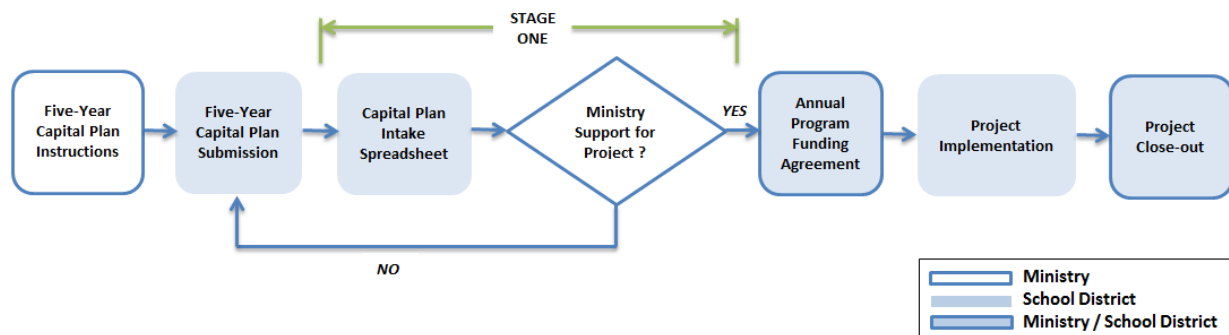 STAGE
ONE
Five-Year
Capital Plan
Instructions
Five-Year
Capital Plan
Submission
Capital Plan
Intake
Spreadsheet
Ministry
Support for
Project ?
YES
Annual
Program
Funding
Agreement
Project
Implementation
Project
Close-out
NO
Ministry
School District
Ministry / School District